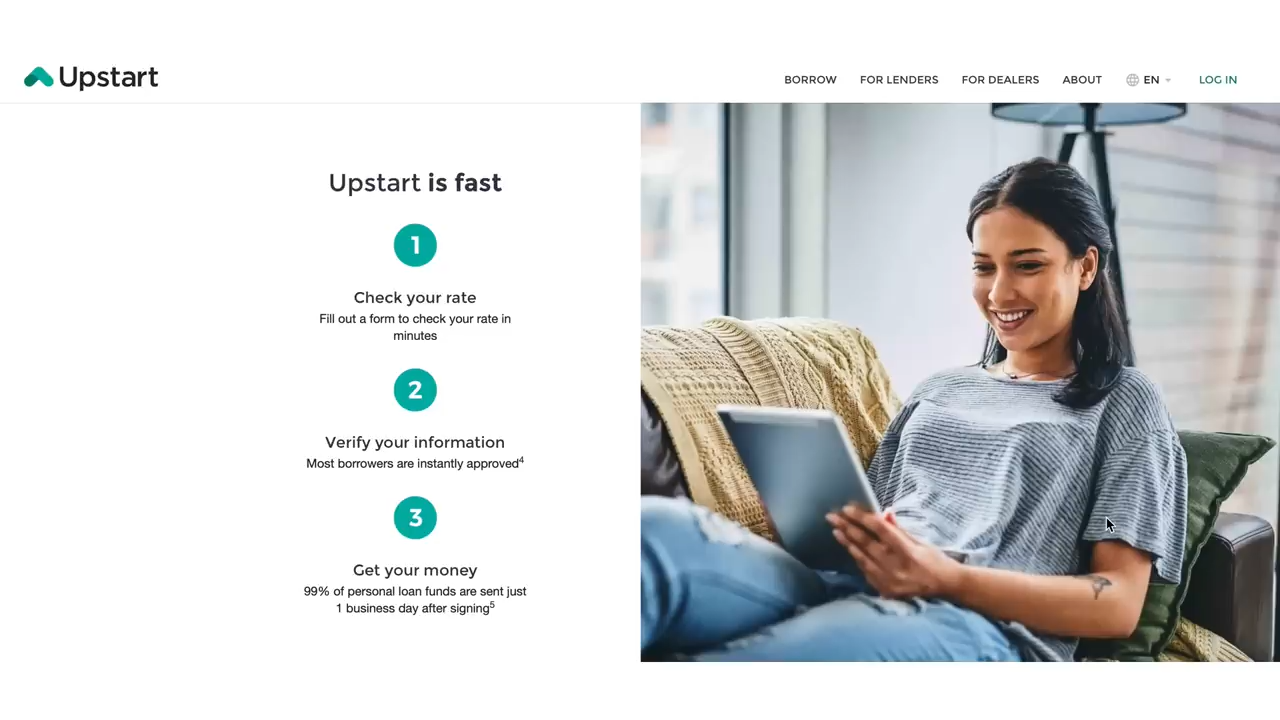 Upstart
BORROW FOR LENDERS FOR DEALERS ABOUT EN LOG IN
Upstart is fast
1
Check your rate
Fill out a form to check your rate in
minutes
2
Verify your information
Most borrowers are instantly approved4
3
Get your money
99% of personal loan funds are sent just
1 business day after signing5